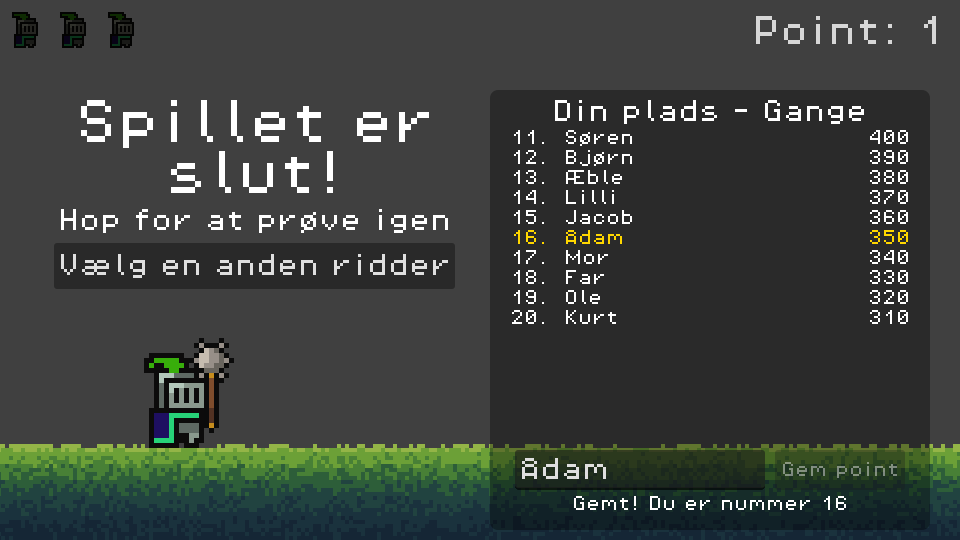 Point: 1
Spillet er
slut!
Hop for at prøve igen
Vælg en anden ridder
Din plads - Gange
11. Søren 400
12. Bjørn 390
13. Æble 380
14. Lilli 370
15. Jacob 360
16. Ådam 350
17. Mor 340
18. Far 330
19. Ole 320
20. Kurt 310
Ådam
Gem point
Gemt! Du er nummer 16